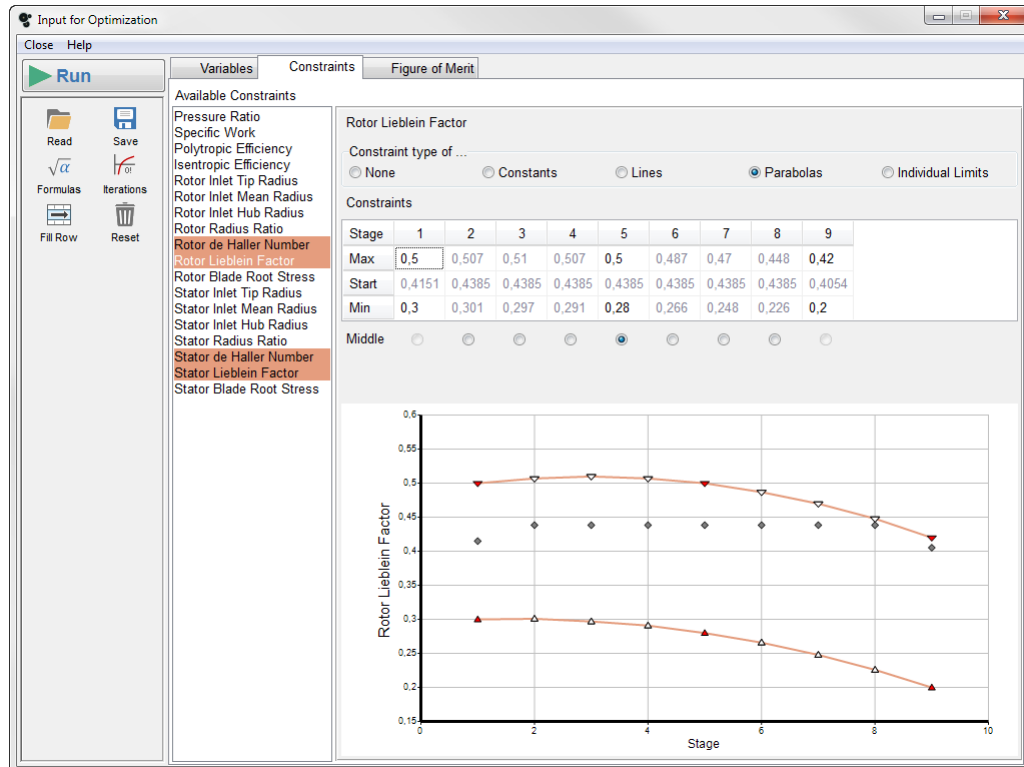 Input for Optimization
Close Help
Run
Read Save
Formulas Iterations
Fill Row Reset
Variables Constraints Figure of Merit
Available Constraints
Pressure Ratio
Specific Work
Polytropic Efficiency
Isentropic Efficiency
Rotor Inlet Tip Radius
Rotor Inlet Mean Radius
Rotor Inlet Hub Radius
Rotor Radius Ratio
Rotor de Haller Number
Rotor Lieblein Factor
Rotor Blade Root Stress
Stator Inlet Tip Radius
Stator Inlet Mean Radius
Stator Inlet Hub Radius
Stator Radius Ratio
Stator de Haller Number
Stator Lieblein Factor
Stator Blade Root Stress
Rotor Lieblein Factor
Constraint type of ...
None Constants Lines Parabolas Individual Limits
Constraints
Stage 1 2 3 4 5 6 7 8 9
Max 0,5 0,507 0,51 0,507 0,5 0,487 0,47 0,448 0,42
Start 0,4151 0,4385 0,4385 0,4385 0,4385 0,4385 0,4385 0,4385 0,4054
Min 0,3 0,301 0,297 0,291 0,28 0,266 0,248 0,226 0,2
Middle
Rotor Lieblein Factor
0,6
0,55
0,5
0,45
0,4
0,35
0,3
0,25
0,2
0,15
0 2 4 6 8 10
Stage